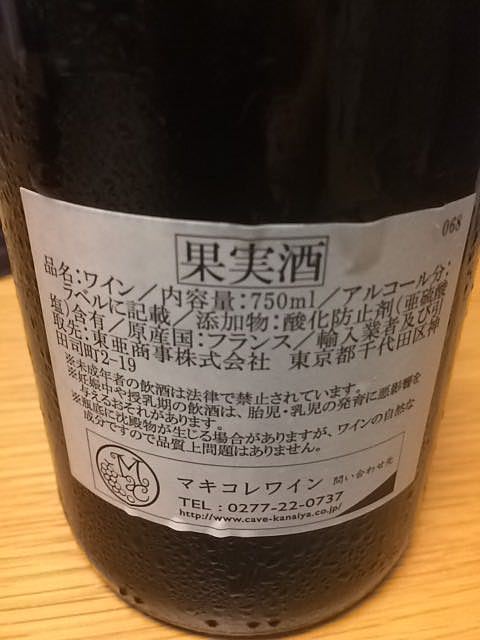 068
果実酒
品名:ワイン/内容量:750ml/アルコール分:
ラベルに記載/添加物:酸化防止剤(亜硫酸
塩)含有/原産国:フランス/輸入業者及び引
取先:東亜商事株式会社 東京都千代田区神
田司町2-19
※未成年者の飲酒は法律で禁止されています。
※妊娠中や授乳期の飲酒は、胎児・乳児の発育に悪影響を
与えるおそれがあります。
※瓶底に沈殿物が生じる場合がありますが、ワインの自然な
成分ですので品質上問題はありません。
M
マキコレワイン 問い合わせ先
TEL:0277-22-0737
http://www.cave-kanaiya.co.jp/